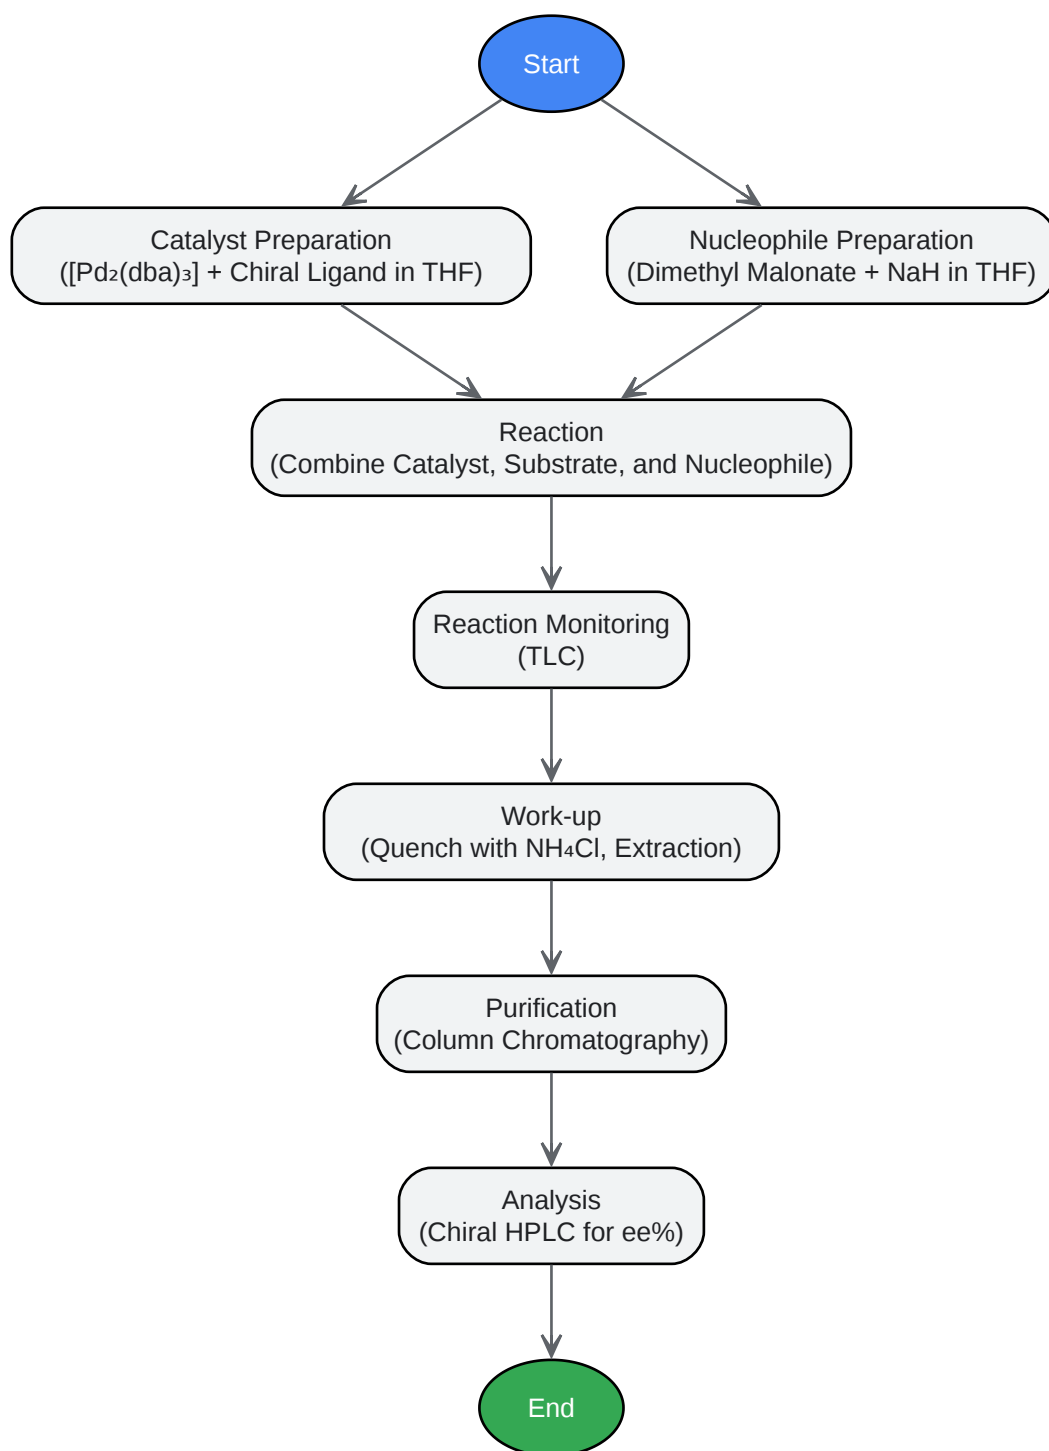 Start
Catalyst Preparation
([Pd₂(dba)₃] + Chiral Ligand in THF)
Nucleophile Preparation
(Dimethyl Malonate + NaH in THF)
Reaction
(Combine Catalyst, Substrate, and Nucleophile)
Reaction Monitoring
(TLC)
Work-up
(Quench with NH₄Cl, Extraction)
Purification
(Column Chromatography)
Analysis
(Chiral HPLC for ee%)
End